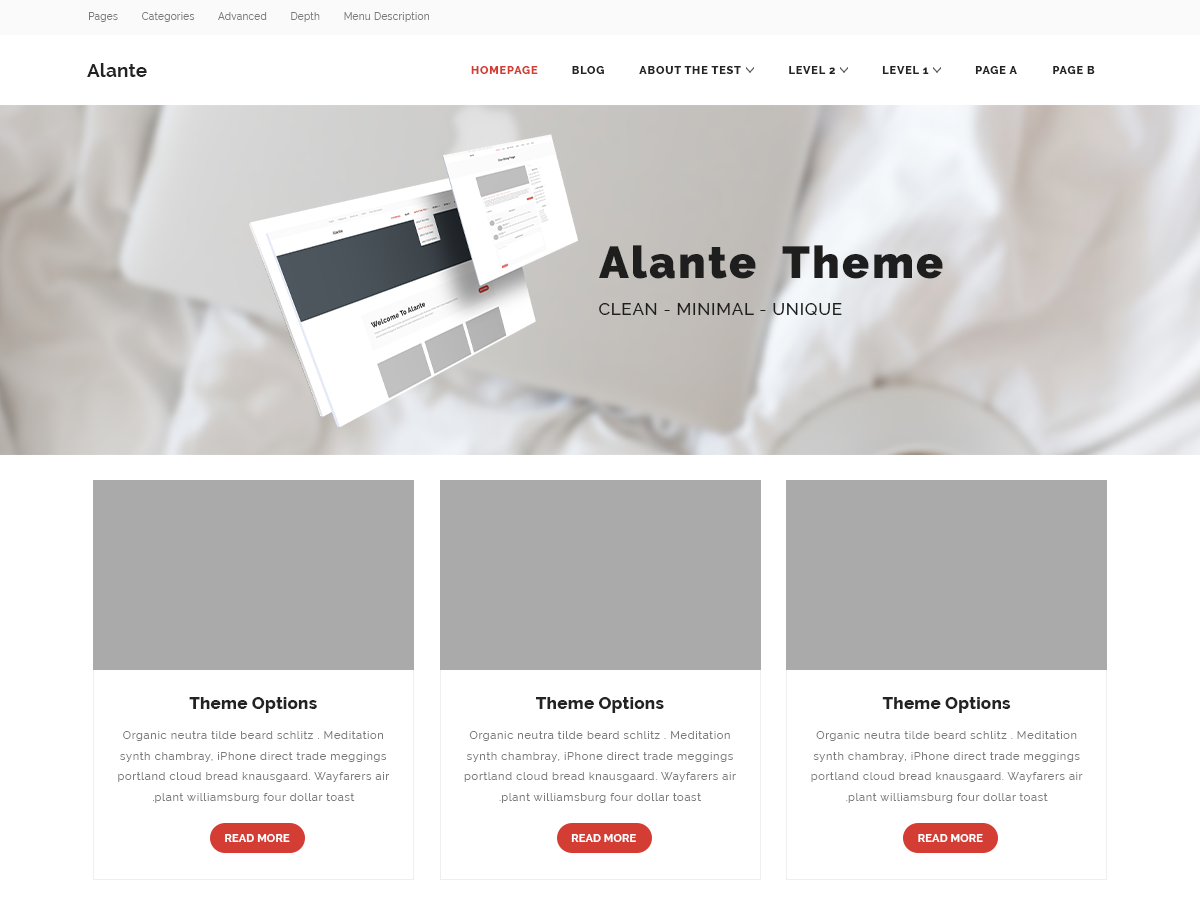 Pages Categories Advanced Depth Menu Description
Alante
HOMEPAGE BLOG ABOUT THE TEST LEVEL 2 LEVEL 1 PAGE A PAGE B
Alante
Welcome To Alante
Alante Theme
CLEAN - MINIMAL - UNIQUE
Theme Options
Organic neutra tilde beard schlitz . Meditation
synth chambray, iPhone direct trade meggings
portland cloud bread knausgaard. Wayfarers air
.plant williamsburg four dollar toast
READ MORE
Theme Options
Organic neutra tilde beard schlitz . Meditation
synth chambray, iPhone direct trade meggings
portland cloud bread knausgaard. Wayfarers air
.plant williamsburg four dollar toast
READ MORE
Theme Options
Organic neutra tilde beard schlitz . Meditation
synth chambray, iPhone direct trade meggings
portland cloud bread knausgaard. Wayfarers air
.plant williamsburg four dollar toast
READ MORE